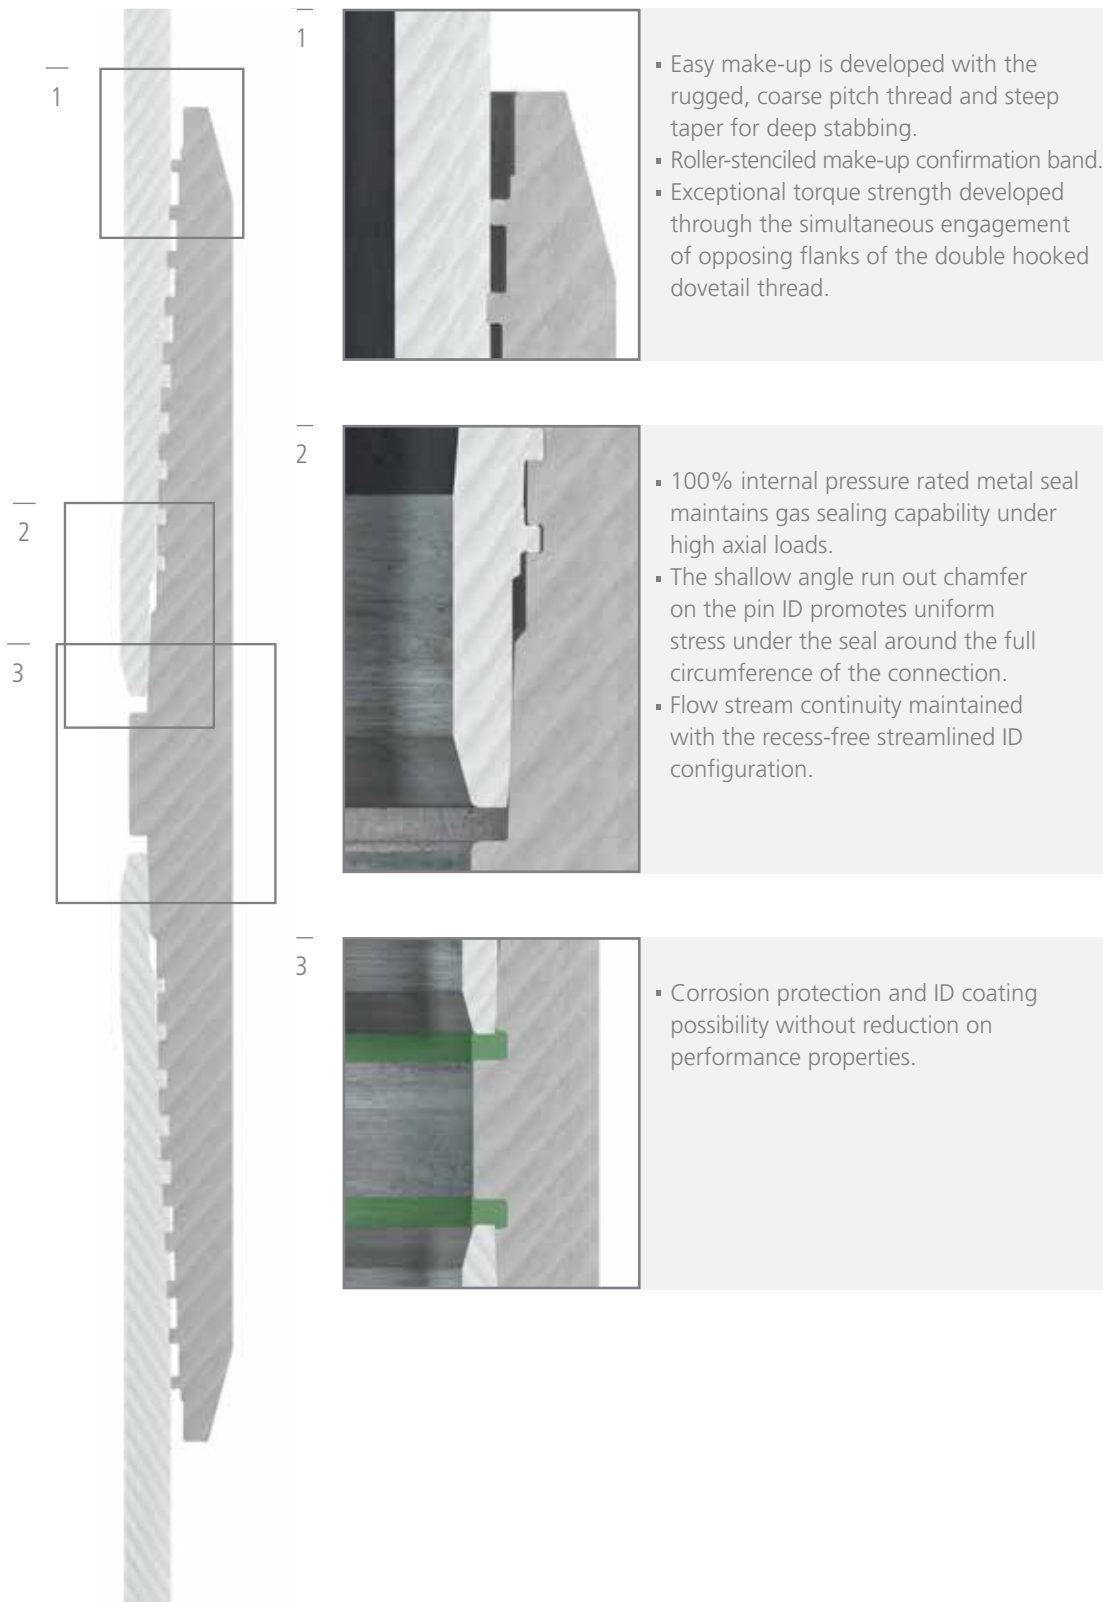 1
2
3
1
▪ Easy make-up is developed with the
rugged, coarse pitch thread and steep
taper for deep stabbing.
▪ Roller-stenciled make-up confirmation band.
▪ Exceptional torque strength developed
through the simultaneous engagement
of opposing flanks of the double hooked
dovetail thread.
2
▪ 100% internal pressure rated metal seal
maintains gas sealing capability under
high axial loads.
▪ The shallow angle run out chamfer
on the pin ID promotes uniform
stress under the seal around the full
circumference of the connection.
▪ Flow stream continuity maintained
with the recess-free streamlined ID
configuration.
3
▪ Corrosion protection and ID coating
possibility without reduction on
performance properties.